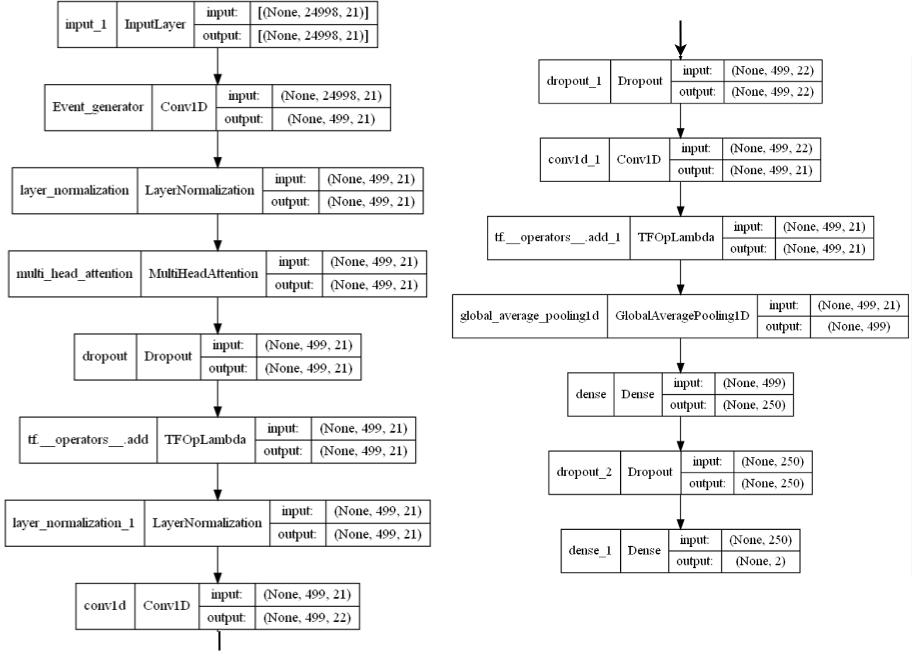 input_1 InputLayer input: [(None, 24998, 21)]
output: [(None, 24998, 21)]
Event_generator Conv1D input: (None, 24998, 21)
output: (None, 499, 21)
layer_normalization LayerNormalization input: (None, 499, 21)
output: (None, 499, 21)
multi_head_attention MultiHeadAttention input: (None, 499, 21)
output: (None, 499, 21)
dropout Dropout input: (None, 499, 21)
output: (None, 499, 21)
tf.__operators__.add TFOpLambda input: (None, 499, 21)
output: (None, 499, 21)
layer_normalization_1 LayerNormalization input: (None, 499, 21)
output: (None, 499, 21)
conv1d Conv1D input: (None, 499, 21)
output: (None, 499, 22)
dropout_1 Dropout input: (None, 499, 22)
output: (None, 499, 22)
conv1d_1 Conv1D input: (None, 499, 22)
output: (None, 499, 21)
tf.__operators__.add_1 TFOpLambda input: (None, 499, 21)
output: (None, 499, 21)
global_average_pooling1d GlobalAveragePooling1D input: (None, 499, 21)
output: (None, 499)
dense Dense input: (None, 499)
output: (None, 250)
dropout_2 Dropout input: (None, 250)
output: (None, 250)
dense_1 Dense input: (None, 250)
output: (None, 2)